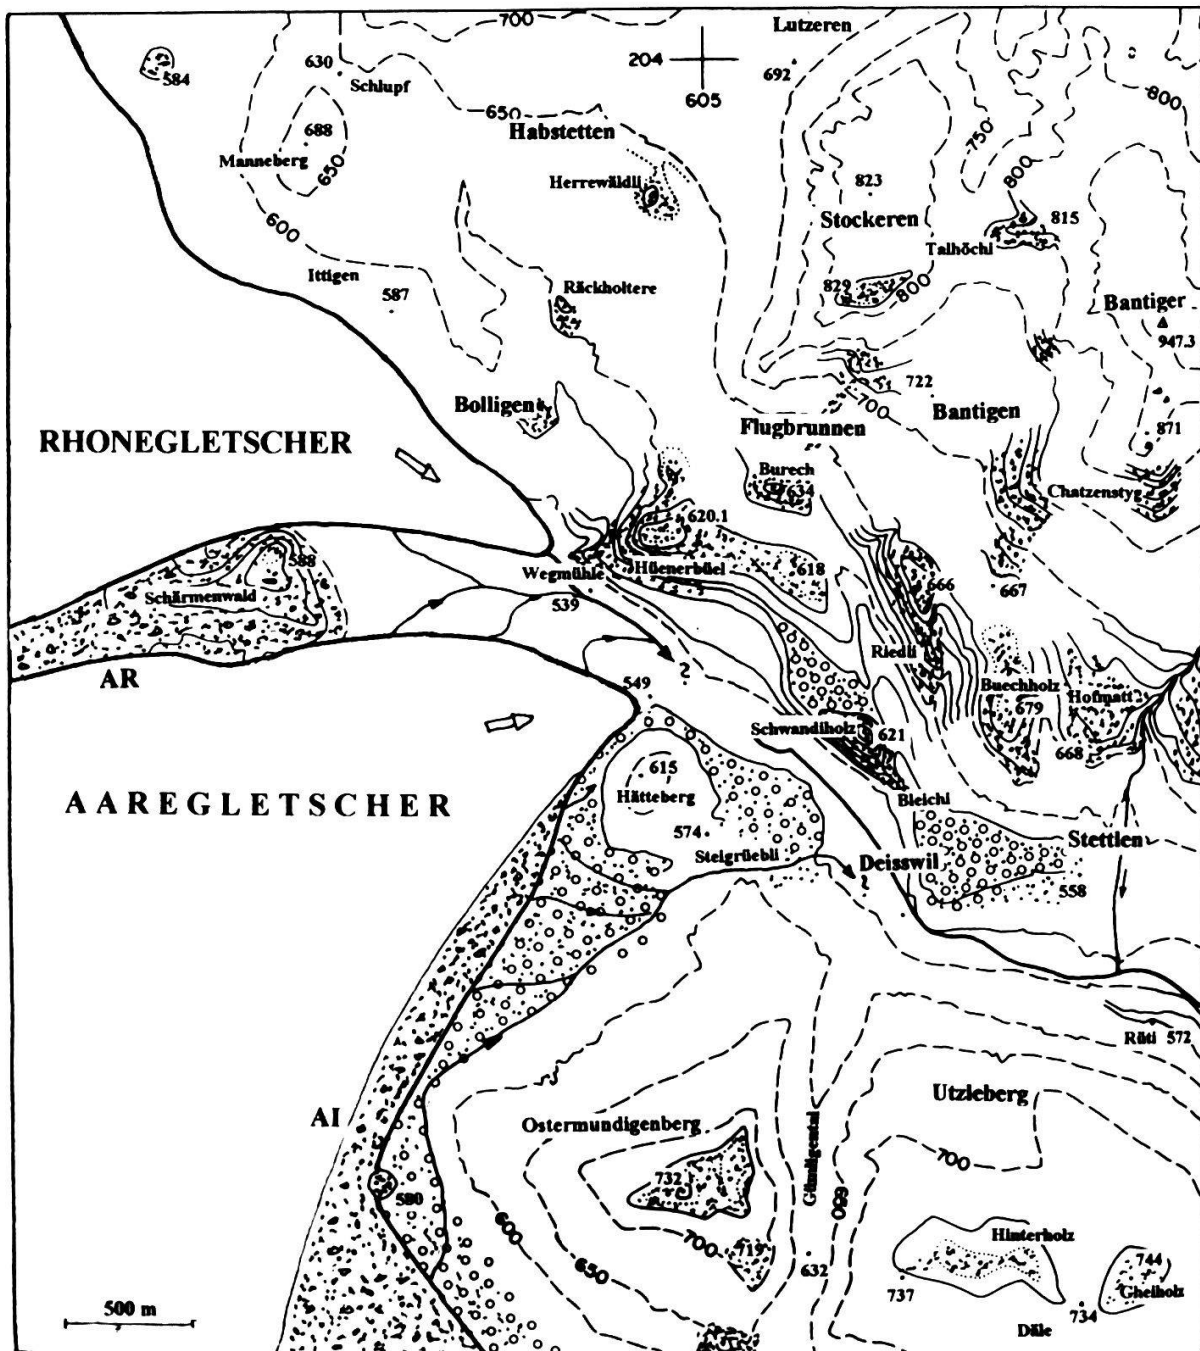 700
Lutzeren
204
605
692
584
630
Schlupf
650
800
688
Manneberg
650
Habstetten
Herrewäldli
750
800
823
Stockeren
815
Talhöchi
600
Ittigen
587
Räckholtere
829
800
Bantiger
947.3
722
700
Bantigen
Bolligen
Flugbrunnen
871
RHONEGLETSCHER
Burech
634
Chatzenstyg
620.1
588
Schärmenwald
Wegmühle
Hüenerbüel
618
666
667
539
Riedli
AR
549
Buechholz
679
Hofmatt
Schwandiholz
621
668
615
Hätteberg
AAREGLETSCHER
Bleichi
574
Steigrüebli
Deisswil
Stettlen
558
Rüti 572
Utzleberg
AI
Ostermundigenberg
Gümligental
700
732
580
650
600
700
719
650
632
Hinterholz
737
744
Gheiholz
734
Däle
500 m